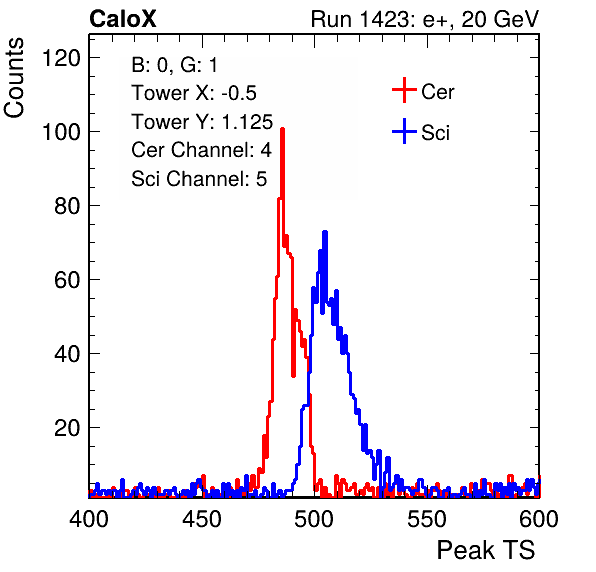 CaloX Run 1423: e+, 20 GeV
Counts
B: 0, G: 1
Tower X: -0.5
Tower Y: 1.125
Cer Channel: 4
Sci Channel: 5
Cer
Sci
120
100
80
60
40
20
400 450 500 550 600
Peak TS